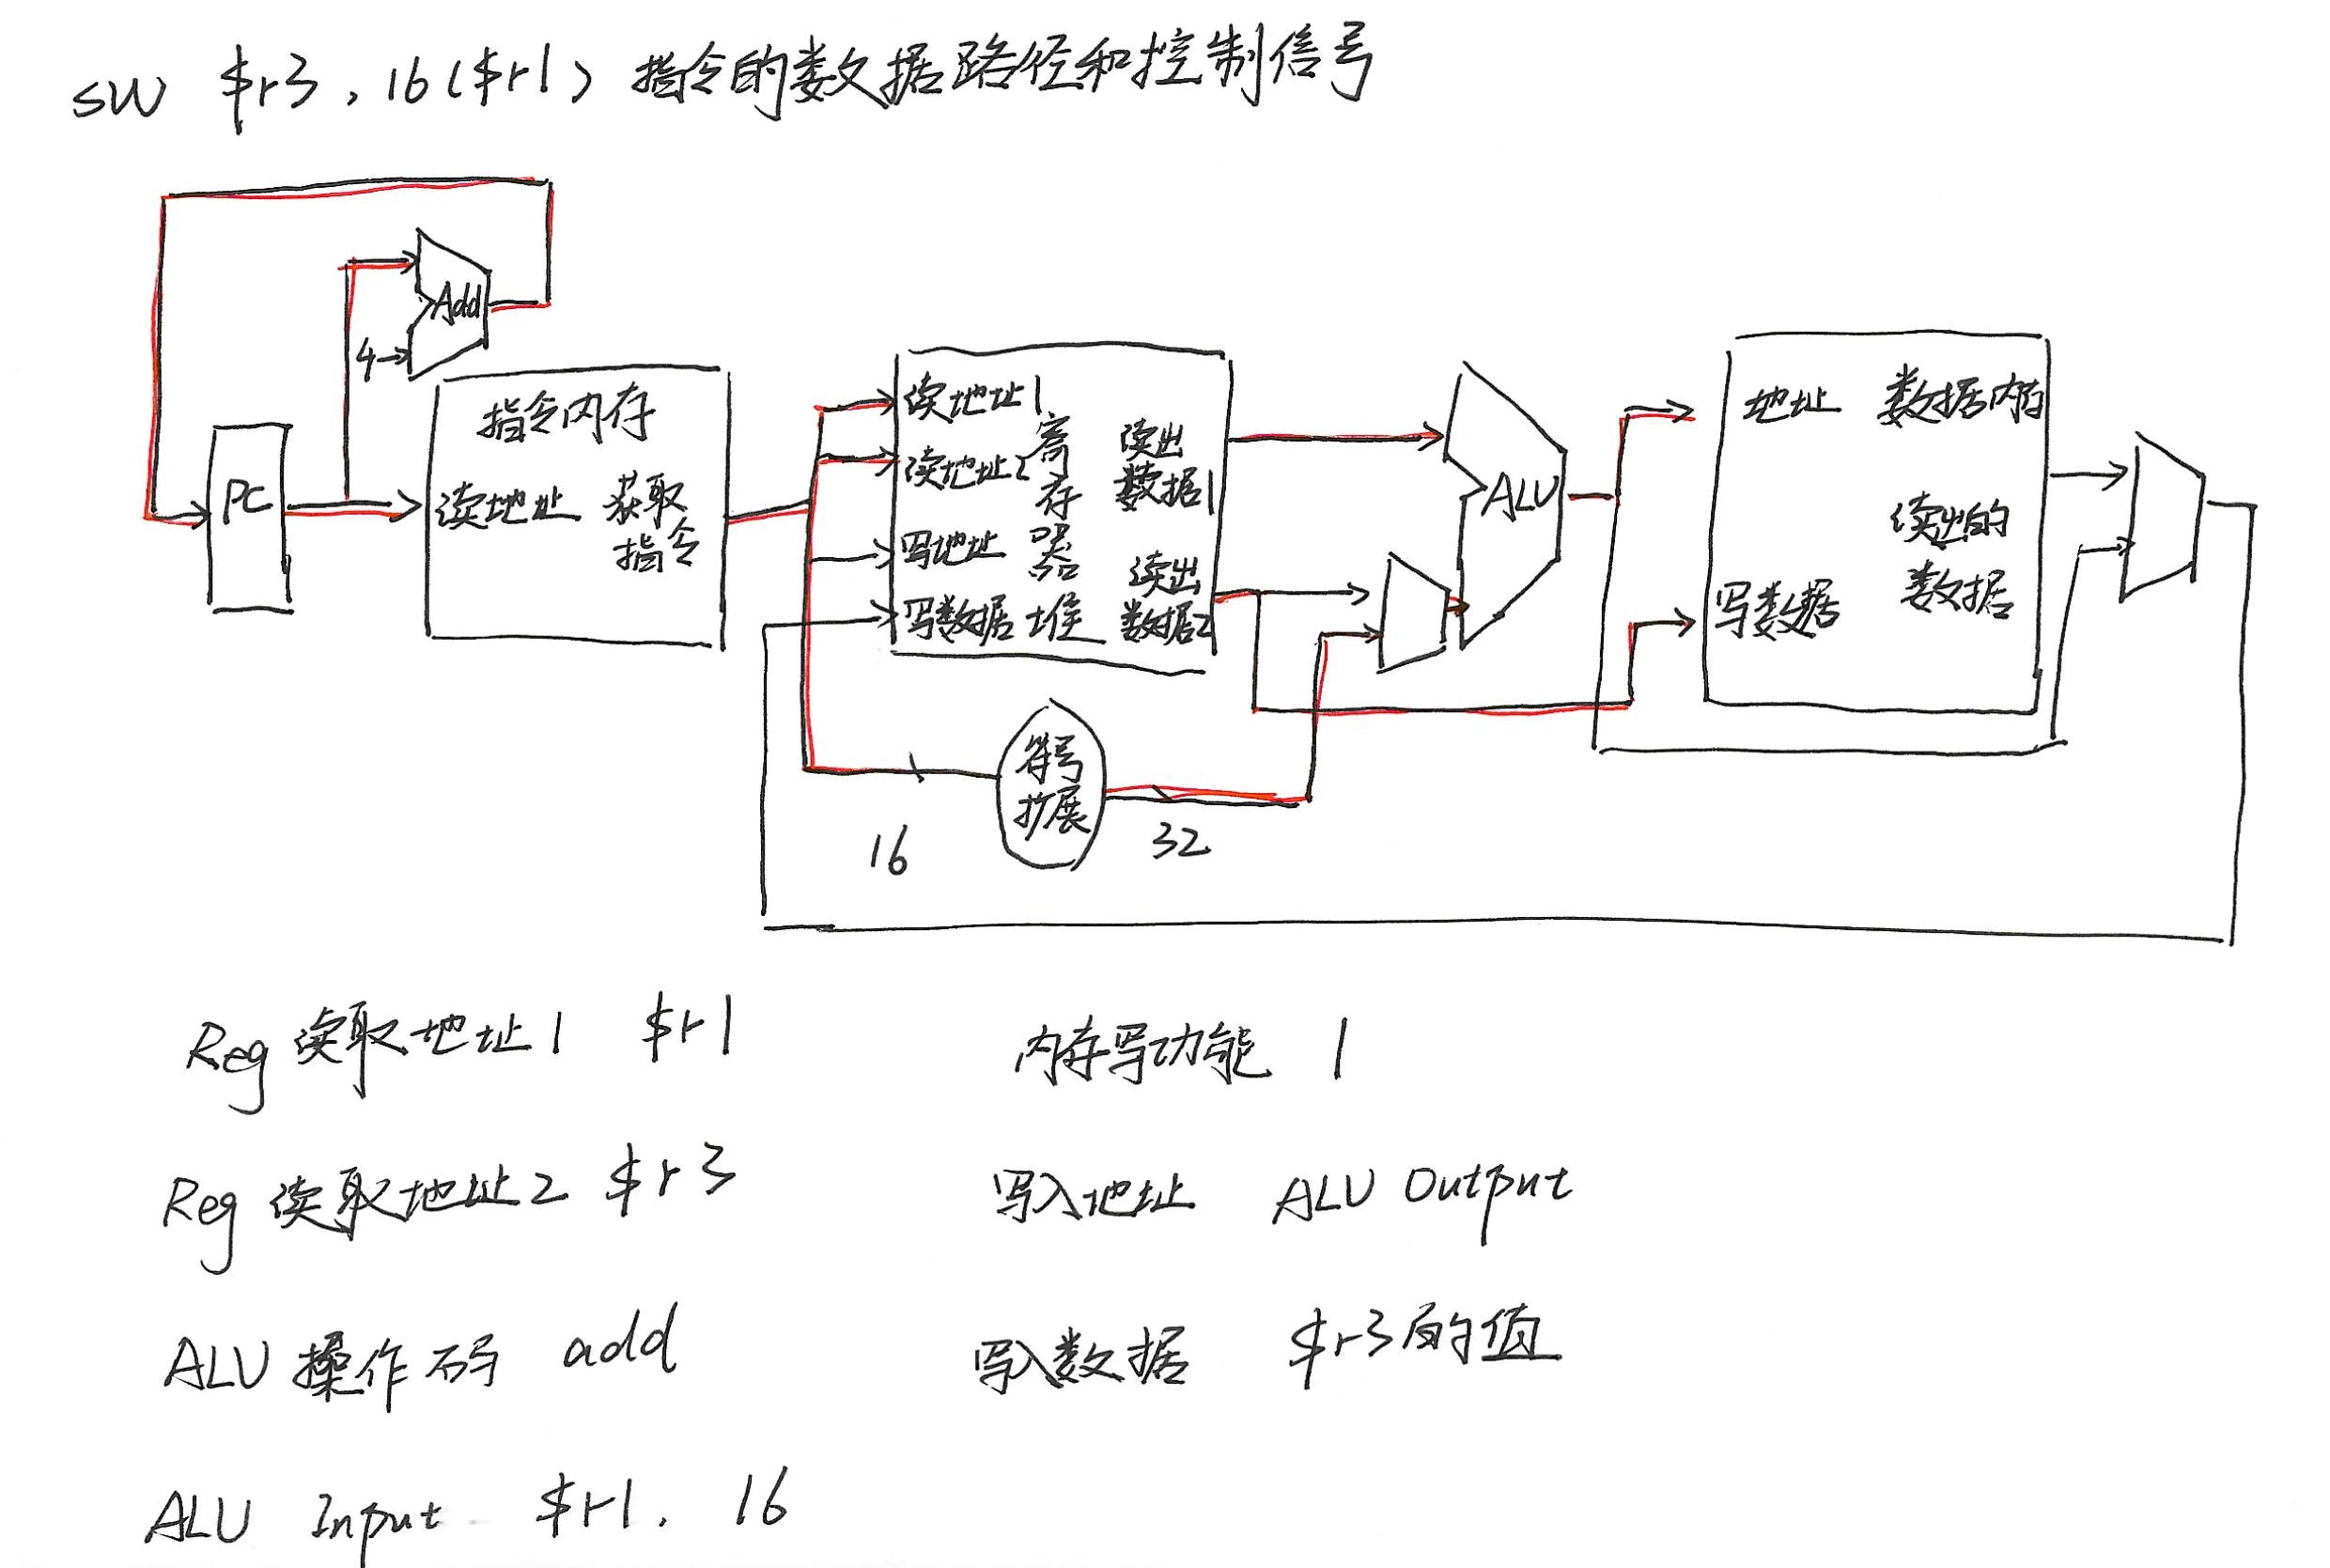 sw $r3, 16($r1) 指令的数据路径和控制信号
Add
4
指令内存
PC
读地址
获取
指令
读地址1
读地址2
写地址
写数据
寄存器堆
读出
数据1
读出
数据2
ALU
地址
数据内存
读出的
数据
写数据
符号
扩展
16
32
Reg 读取地址1 $r1
内存写功能 1
Reg 读取地址2 $r3
写入地址 ALU Output
ALU 操作码 add
写入数据 $r3的值
ALU Input $r1. 16